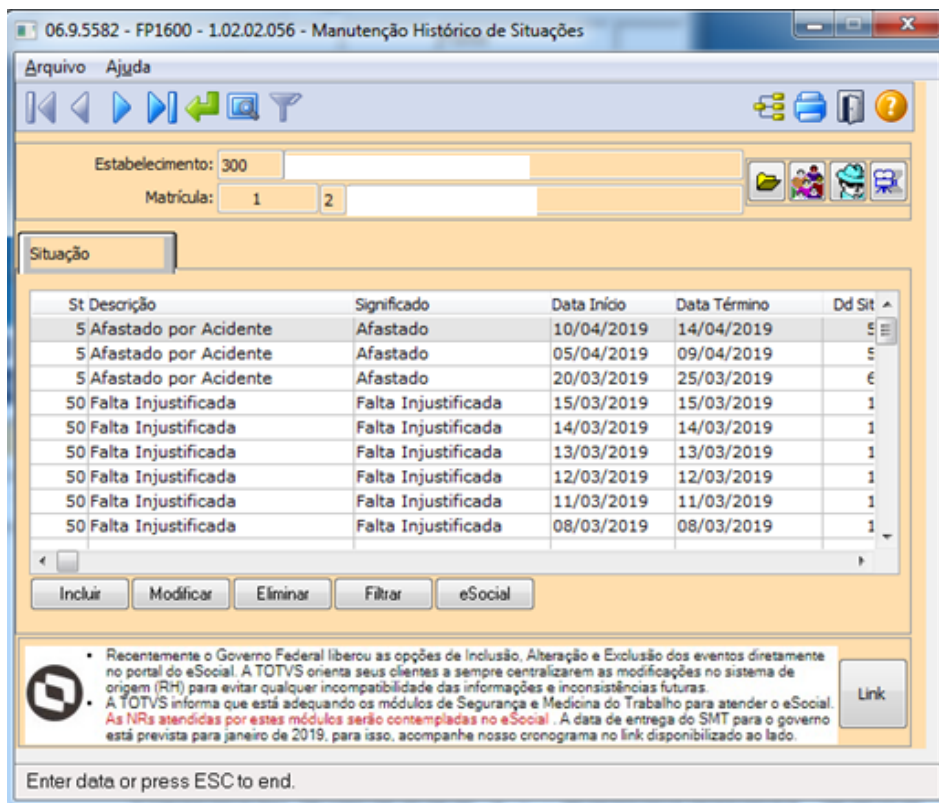 06.9.5582 - FP1600 - 1.02.02.056 - Manutenção Histórico de Situações
Arquivo Ajuda
Estabelecimento: 300
Matrícula: 1 2
Situação
St Descrição Significado Data Início Data Término Dd Sit
5 Afastado por Acidente Afastado 10/04/2019 14/04/2019 5
5 Afastado por Acidente Afastado 05/04/2019 09/04/2019 5
5 Afastado por Acidente Afastado 20/03/2019 25/03/2019 6
50 Falta Injustificada Falta Injustificada 15/03/2019 15/03/2019 1
50 Falta Injustificada Falta Injustificada 14/03/2019 14/03/2019 1
50 Falta Injustificada Falta Injustificada 13/03/2019 13/03/2019 1
50 Falta Injustificada Falta Injustificada 12/03/2019 12/03/2019 1
50 Falta Injustificada Falta Injustificada 11/03/2019 11/03/2019 1
50 Falta Injustificada Falta Injustificada 08/03/2019 08/03/2019 1
Incluir Modificar Eliminar Filtrar eSocial
• Recentemente o Governo Federal liberou as opções de Inclusão, Alteração e Exclusão dos eventos diretamente
no portal do eSocial. A TOTVS orienta seus clientes a sempre centralizarem as modificações no sistema de
origem (RH) para evitar qualquer incompatibilidade das informações e inconsistências futuras.
• A TOTVS informa que está adequando os módulos de Segurança e Medicina do Trabalho para atender o eSocial.
As NRs atendidas por estes módulos serão contempladas no eSocial . A data de entrega do SMT para o governo
está prevista para janeiro de 2019, para isso, acompanhe nosso cronograma no link disponibilizado ao lado.
Link
Enter data or press ESC to end.